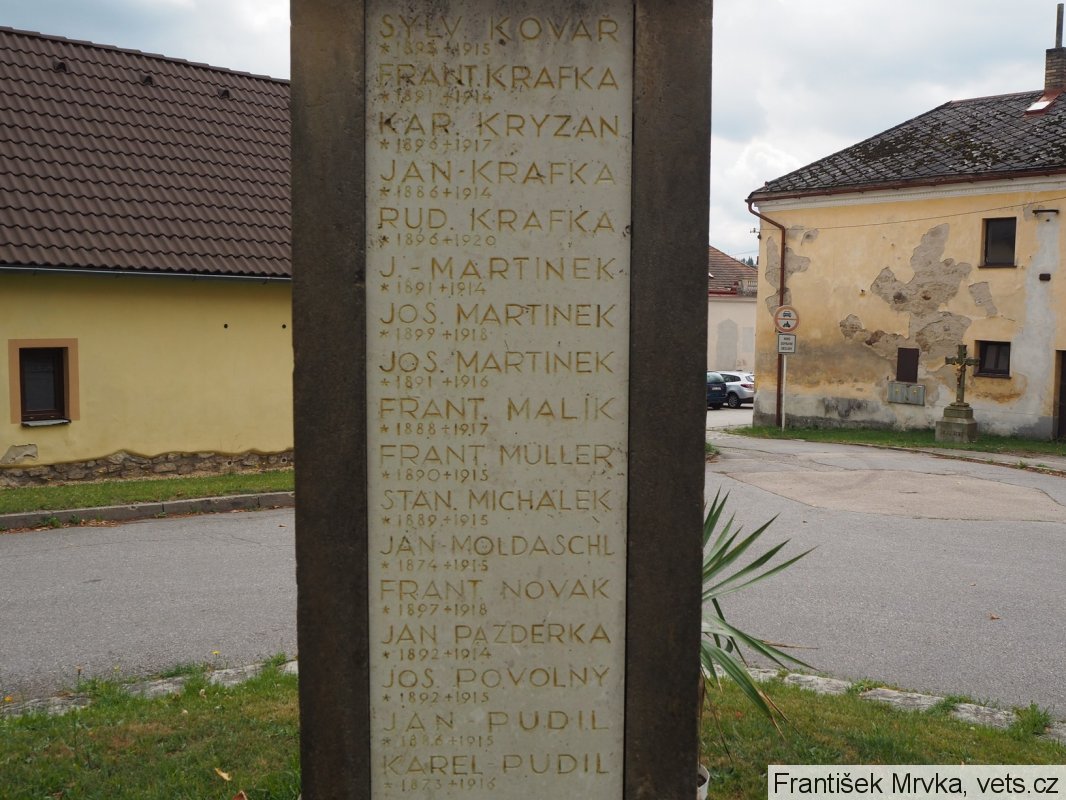 SYLV. KOVAŘ
*1893+1915
FRANT. KRAFKA
*1891+1914
KAR. KRYZAN
*1896+1917
JAN-KRAFKA
*1886+1914
RUD. KRAFKA
*1896+1920
J.-MARTINEK
*1891+1914
JOS. MARTINEK
*1899+1918
JOS. MARTINEK
*1891+1916
FRANT. MALÍK
*1888+1917
FRANT. MÜLLER
*1890+1915
STAN. MICHÁLEK
*1889+1915
JAN-MOLDASCHL
*1874+1915
FRANT. NOVÁK
*1897+1918
JAN PAZDERKA
*1892+1914
JOS. POVOLNÝ
*1892+1915
JAN PUDIL
*1886+1915
KAREL-PUDIL
*1873+1916
František Mrvka, vets.cz